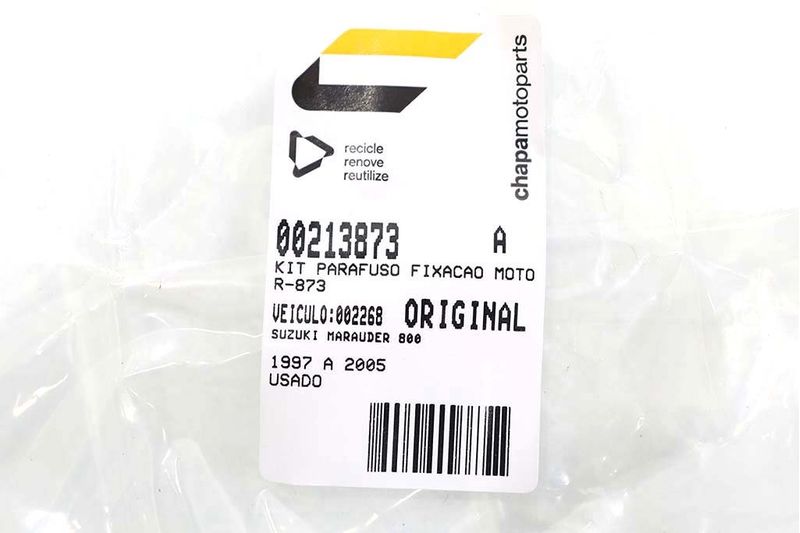 chapamotoparts
recicle
renove
reutilize
00213873 A
KIT PARAFUSO FIXACAO MOTO
R-873
VEICULO:002268 ORIGINAL
SUZUKI MARAUDER 800
1997 A 2005
USADO